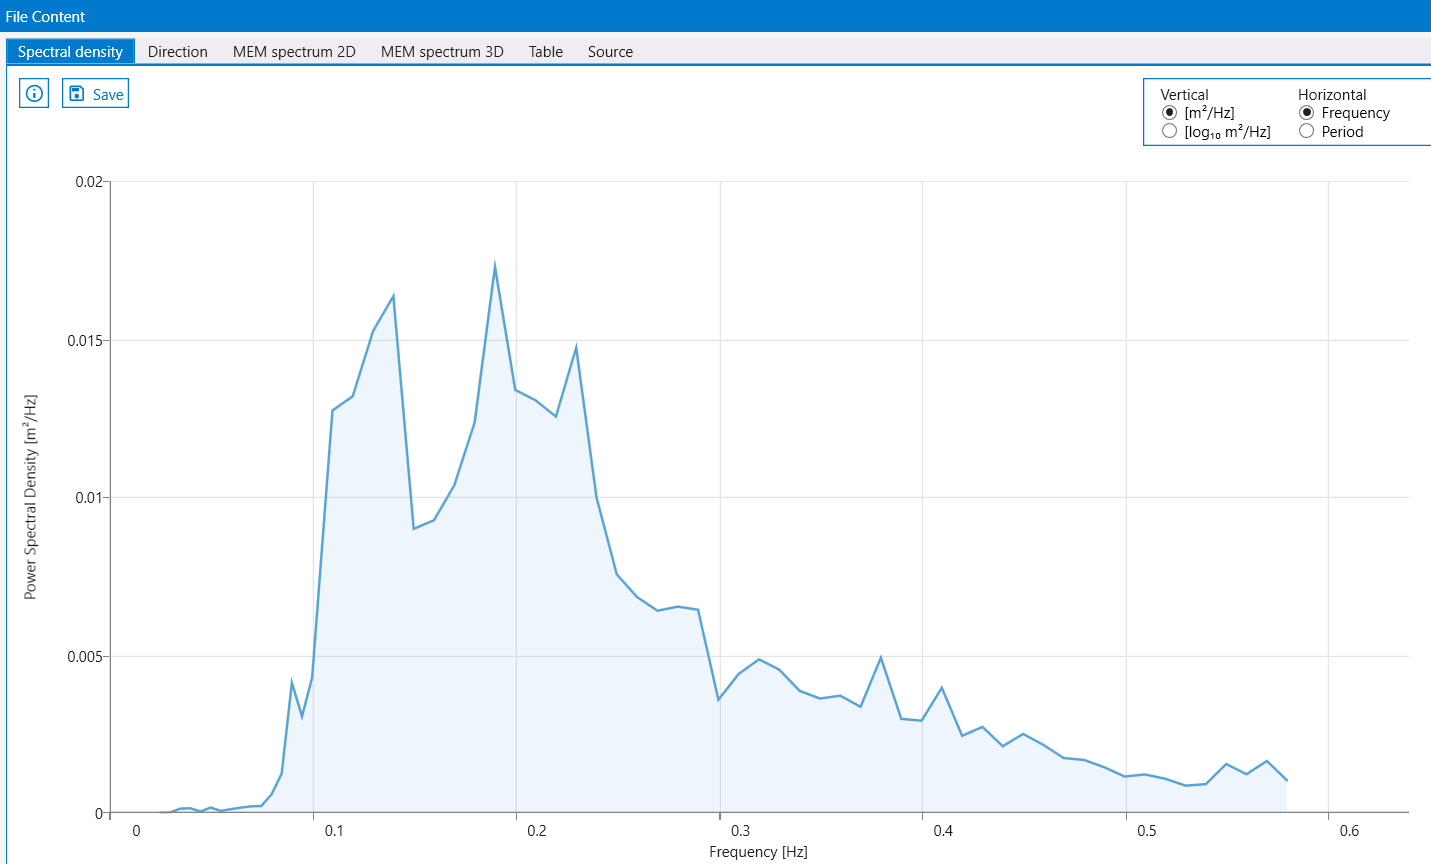 File Content
Spectral density Direction MEM spectrum 2D MEM spectrum 3D Table Source
Save
Vertical Horizontal
[m²/Hz] Frequency
[log₁₀ m²/Hz] Period
0.02
0.015
0.01
0.005
0
Power Spectral Density [m²/Hz]
0 0.1 0.2 0.3 0.4 0.5 0.6
Frequency [Hz]